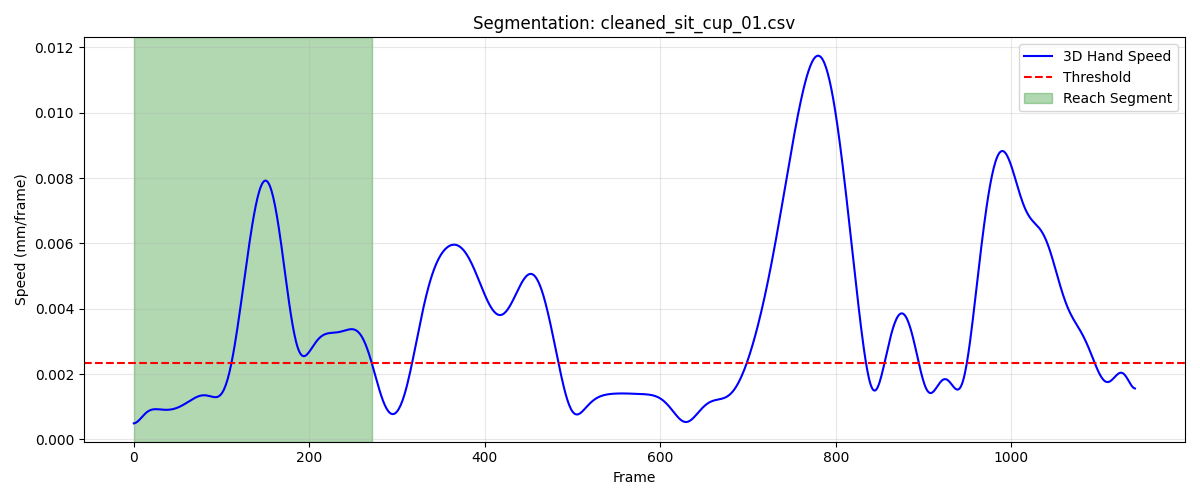 Segmentation: cleaned_sit_cup_01.csv
0.012
0.010
0.008
0.006
0.004
0.002
0.000
Speed (mm/frame)
3D Hand Speed
Threshold
Reach Segment
0 200 400 600 800 1000
Frame